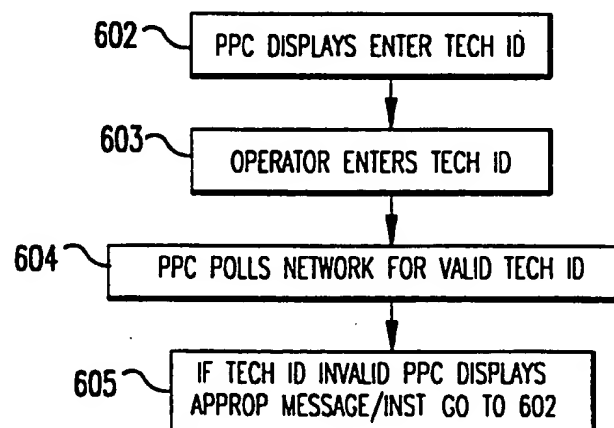 602
PPC DISPLAYS ENTER TECH ID
603
OPERATOR ENTERS TECH ID
604
PPC POLLS NETWORK FOR VALID TECH ID
605
IF TECH ID INVALID PPC DISPLAYS
APPROP MESSAGE/INST GO TO 602